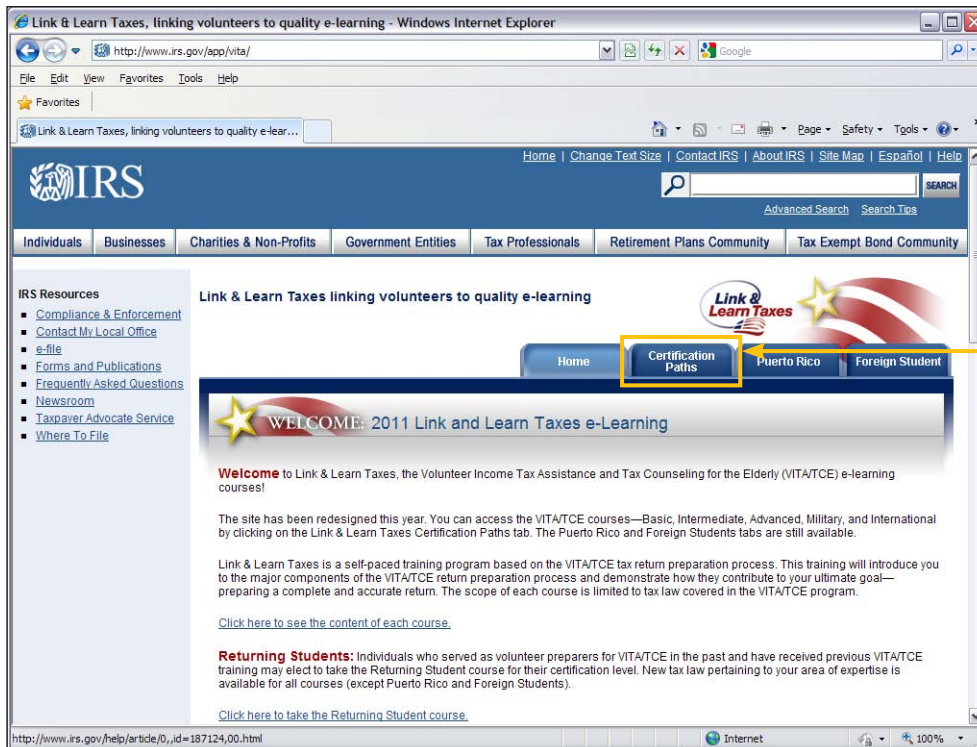 Link & Learn Taxes, linking volunteers to quality e-learning - Windows Internet Explorer
http://www.irs.gov/app/vita/
Google
File Edit View Favorites Tools Help
Favorites
Link & Learn Taxes, linking volunteers to quality e-lear...
Page Safety Tools
Home | Change Text Size | Contact IRS | About IRS | Site Map | Español | Help
IRS
SEARCH
Advanced Search Search Tips
Individuals Businesses Charities & Non-Profits Government Entities Tax Professionals Retirement Plans Community Tax Exempt Bond Community
IRS Resources
Compliance & Enforcement
Contact My Local Office
e-file
Forms and Publications
Frequently Asked Questions
Newsroom
Taxpayer Advocate Service
Where To File
Link & Learn Taxes linking volunteers to quality e-learning
Link &
Learn Taxes
Home
Certification
Paths
Puerto Rico
Foreign Student
WELCOME: 2011 Link and Learn Taxes e-Learning
Welcome to Link & Learn Taxes, the Volunteer Income Tax Assistance and Tax Counseling for the Elderly (VITA/TCE) e-learning
courses!
The site has been redesigned this year. You can access the VITA/TCE courses—Basic, Intermediate, Advanced, Military, and International
by clicking on the Link & Learn Taxes Certification Paths tab. The Puerto Rico and Foreign Students tabs are still available.
Link & Learn Taxes is a self-paced training program based on the VITA/TCE tax return preparation process. This training will introduce you
to the major components of the VITA/TCE return preparation process and demonstrate how they contribute to your ultimate goal—
preparing a complete and accurate return. The scope of each course is limited to tax law covered in the VITA/TCE program.
Click here to see the content of each course.
Returning Students: Individuals who served as volunteer preparers for VITA/TCE in the past and have received previous VITA/TCE
training may elect to take the Returning Student course for their certification level. New tax law pertaining to your area of expertise is
available for all courses (except Puerto Rico and Foreign Students).
Click here to take the Returning Student course.
http://www.irs.gov/help/article/0,,id=187124,00.html
Internet
100%